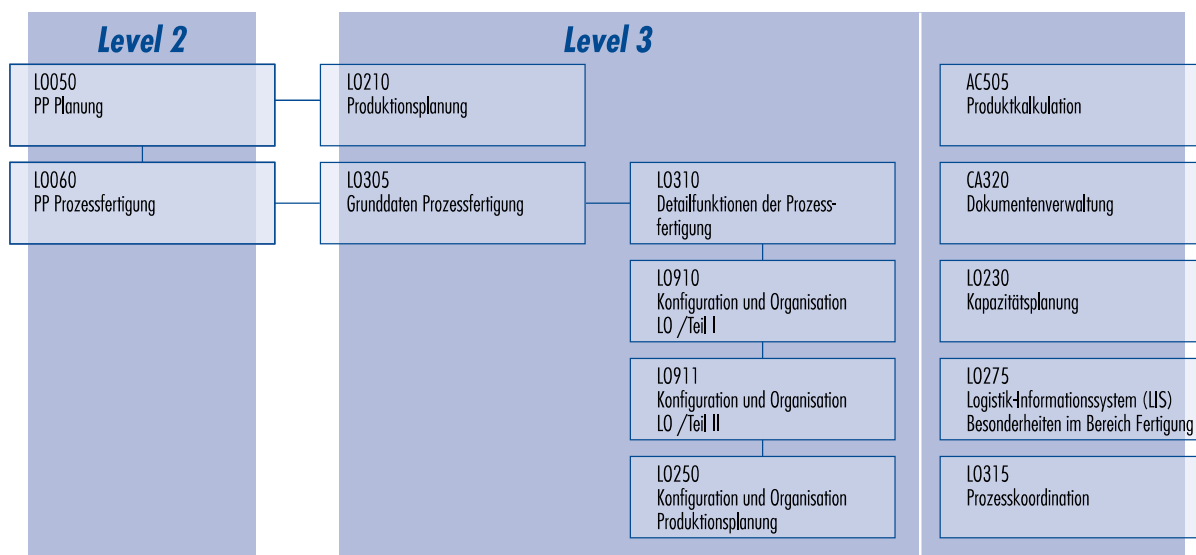 Level 2
Level 3
LO050
PP Planung
LO210
Produktionsplanung
AC505
Produktkalkulation
LO060
PP Prozessfertigung
LO305
Grunddaten Prozessfertigung
LO310
Detailfunktionen der Prozess-
fertigung
CA320
Dokumentenverwaltung
LO910
Konfiguration und Organisation
LO /Teil I
LO230
Kapazitätsplanung
LO911
Konfiguration und Organisation
LO /Teil II
LO275
Logistik-Informationssystem (LIS)
Besonderheiten im Bereich Fertigung
LO250
Konfiguration und Organisation
Produktionsplanung
LO315
Prozesskoordination